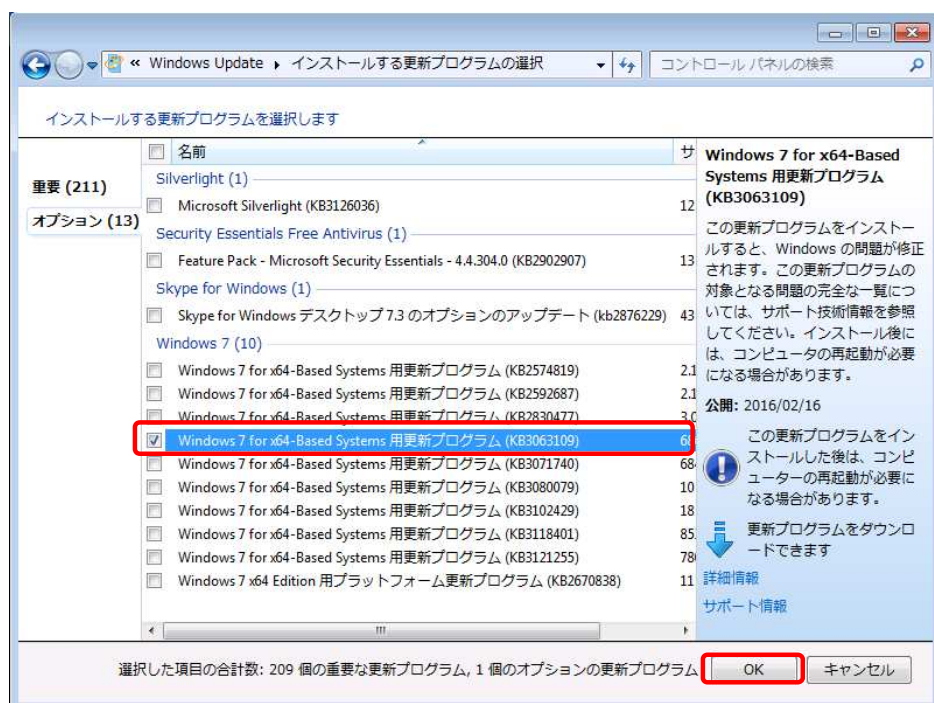 « Windows Update ▸ インストールする更新プログラムの選択
コントロール パネルの検索
インストールする更新プログラムを選択します
名前
サ
重要 (211)
オプション (13)
Silverlight (1)
Microsoft Silverlight (KB3126036)
12
Security Essentials Free Antivirus (1)
Feature Pack - Microsoft Security Essentials - 4.4.304.0 (KB2902907)
13
Skype for Windows (1)
Skype for Windows デスクトップ 7.3 のオプションのアップデート (kb2876229)
43
Windows 7 (10)
Windows 7 for x64-Based Systems 用更新プログラム (KB2574819)
2.1
Windows 7 for x64-Based Systems 用更新プログラム (KB2592687)
2.1
Windows 7 for x64-Based Systems 用更新プログラム (KB2830477)
3.0
Windows 7 for x64-Based Systems 用更新プログラム (KB3063109)
68
Windows 7 for x64-Based Systems 用更新プログラム (KB3071740)
684
Windows 7 for x64-Based Systems 用更新プログラム (KB3080079)
10
Windows 7 for x64-Based Systems 用更新プログラム (KB3102429)
18
Windows 7 for x64-Based Systems 用更新プログラム (KB3118401)
85
Windows 7 for x64-Based Systems 用更新プログラム (KB3121255)
780
Windows 7 x64 Edition 用プラットフォーム更新プログラム (KB2670838)
11
Windows 7 for x64-Based
Systems 用更新プログラム
(KB3063109)
この更新プログラムをインストー
ルすると、Windows の問題が修正
されます。この更新プログラムの
対象となる問題の完全な一覧につ
いては、サポート技術情報を参照
してください。インストール後に
は、コンピュータの再起動が必要
になる場合があります。
公開: 2016/02/16
この更新プログラムをイン
ストールした後は、コンピ
ューターの再起動が必要に
なる場合があります。
更新プログラムをダウンロ
ードできます
詳細情報
サポート情報
選択した項目の合計数: 209 個の重要な更新プログラム, 1 個のオプションの更新プログラム
OK
キャンセル